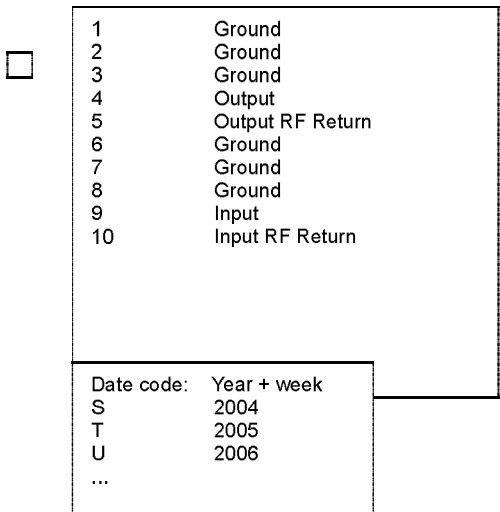 1 Ground
2 Ground
3 Ground
4 Output
5 Output RF Return
6 Ground
7 Ground
8 Ground
9 Input
10 Input RF Return
Date code: Year + week
S 2004
T 2005
U 2006
...